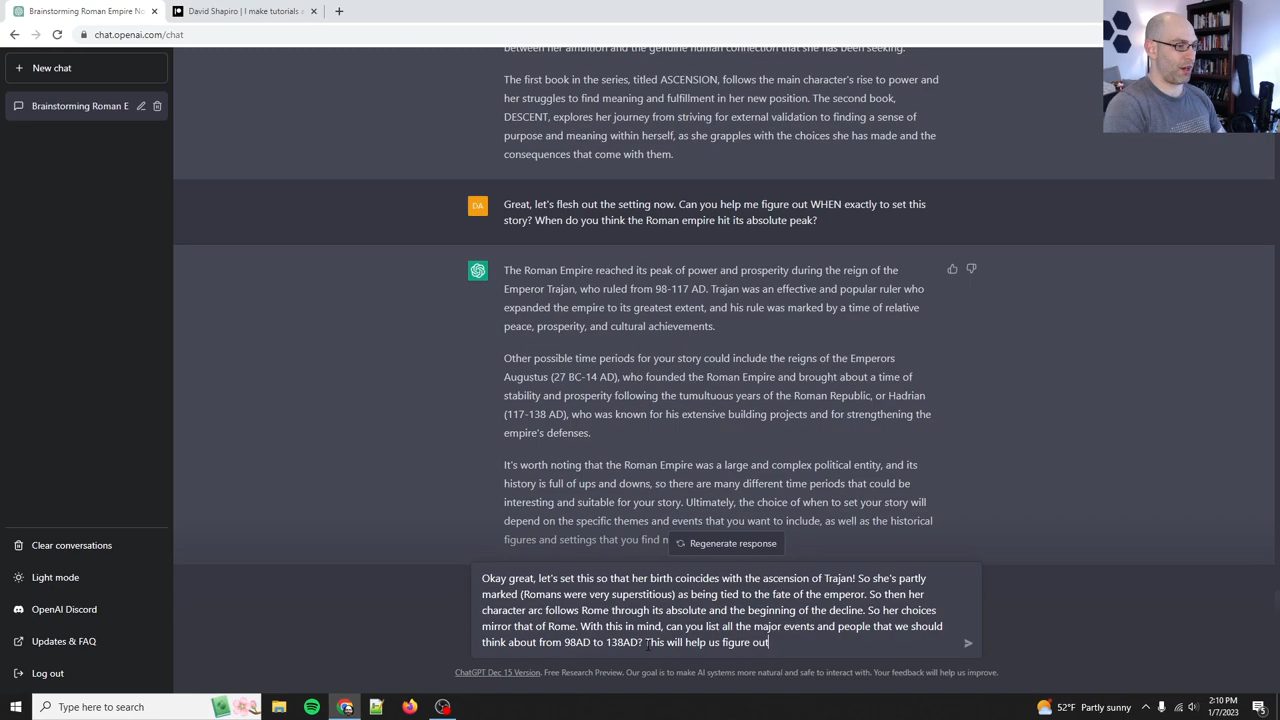 Brainstorming Roman Empire No
David Shapiro | I make tutorials a
chat.openai.com/chat
New chat
Brainstorming Roman E
Clear conversations
Light mode
OpenAI Discord
Updates & FAQ
Log out
between her ambition and the genuine human connection that she has been seeking.
The first book in the series, titled ASCENSION, follows the main character's rise to power and
her struggles to find meaning and fulfillment in her new position. The second book,
DESCENT, explores her journey from striving for external validation to finding a sense of
purpose and meaning within herself, as she grapples with the choices she has made and the
consequences that come with them.
DA
Great, let's flesh out the setting now. Can you help me figure out WHEN exactly to set this
story? When do you think the Roman empire hit its absolute peak?
The Roman Empire reached its peak of power and prosperity during the reign of the
Emperor Trajan, who ruled from 98-117 AD. Trajan was an effective and popular ruler who
expanded the empire to its greatest extent, and his rule was marked by a time of relative
peace, prosperity, and cultural achievements.
Other possible time periods for your story could include the reigns of the Emperors
Augustus (27 BC-14 AD), who founded the Roman Empire and brought about a time of
stability and prosperity following the tumultuous years of the Roman Republic, or Hadrian
(117-138 AD), who was known for his extensive building projects and for strengthening the
empire's defenses.
It's worth noting that the Roman Empire was a large and complex political entity, and its
history is full of ups and downs, so there are many different time periods that could be
interesting and suitable for your story. Ultimately, the choice of when to set your story will
depend on the specific themes and events that you want to include, as well as the historical
figures and settings that you find
Regenerate response
Okay great, let's set this so that her birth coincides with the ascension of Trajan! So she's partly
marked (Romans were very superstitious) as being tied to the fate of the emperor. So then her
character arc follows Rome through its absolute and the beginning of the decline. So her choices
mirror that of Rome. With this in mind, can you list all the major events and people that we should
think about from 98AD to 138AD? This will help us figure out
ChatGPT Dec 15 Version. Free Research Preview. Our goal is to make AI systems more natural and safe to interact with. Your feedback will help us improve.
Type here to search
52°F Mostly sunny
2:10 PM
1/7/2023